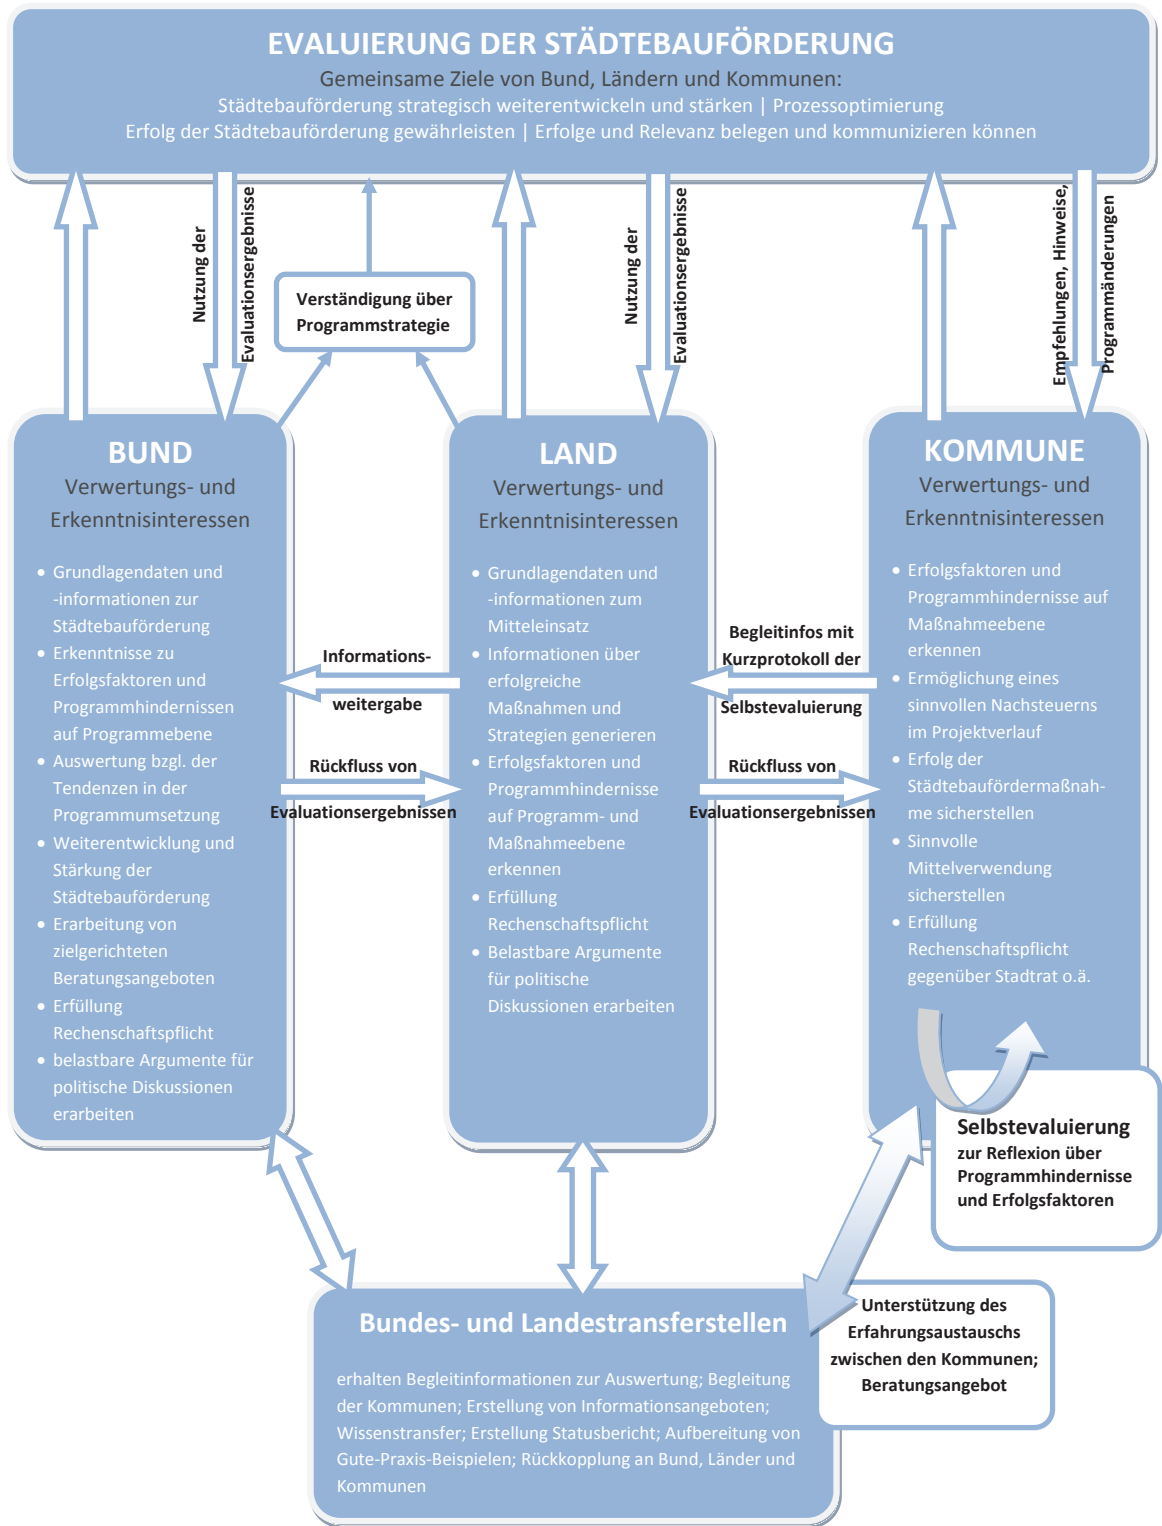 EVALUIERUNG DER STÄDTEBAUFÖRDERUNG
Gemeinsame Ziele von Bund, Ländern und Kommunen:
Städtebauförderung strategisch weiterentwickeln und stärken | Prozessoptimierung
Erfolg der Städtebauförderung gewährleisten | Erfolge und Relevanz belegen und kommunizieren können
Nutzung der
Evaluationsergebnisse
Verständigung über
Programmstrategie
Nutzung der
Evaluationsergebnisse
Empfehlungen, Hinweise,
Programmänderungen
BUND
Verwertungs- und
Erkenntnisinteressen
• Grundlagendaten und
-informationen zur
Städtebauförderung
• Erkenntnisse zu
Erfolgsfaktoren und
Programmhindernissen
auf Programmebene
• Auswertung bzgl. der
Tendenzen in der
Programmumsetzung
• Weiterentwicklung und
Stärkung der
Städtebauförderung
• Erarbeitung von
zielgerichteten
Beratungsangeboten
• Erfüllung
Rechenschaftspflicht
• belastbare Argumente für
politische Diskussionen
erarbeiten
Informations-
weitergabe
Rückfluss von
Evaluationsergebnissen
LAND
Verwertungs- und
Erkenntnisinteressen
• Grundlagendaten und
-informationen zum
Mitteleinsatz
• Informationen über
erfolgreiche
Maßnahmen und
Strategien generieren
• Erfolgsfaktoren und
Programmhindernisse
auf Programm- und
Maßnahmeebene
erkennen
• Erfüllung
Rechenschaftspflicht
• Belastbare Argumente
für politische
Diskussionen erarbeiten
Begleitinfos mit
Kurzprotokoll der
Selbstevaluierung
Rückfluss von
Evaluationsergebnissen
KOMMUNE
Verwertungs- und
Erkenntnisinteressen
• Erfolgsfaktoren und
Programmhindernisse auf
Maßnahmeebene
erkennen
• Ermöglichung eines
sinnvollen Nachsteuerns
im Projektverlauf
• Erfolg der
Städtebaufördermaßnah-
me sicherstellen
• Sinnvolle
Mittelverwendung
sicherstellen
• Erfüllung
Rechenschaftspflicht
gegenüber Stadtrat o.ä.
Selbstevaluierung
zur Reflexion über
Programmhindernisse
und Erfolgsfaktoren
Bundes- und Landestransferstellen
erhalten Begleitinformationen zur Auswertung; Begleitung
der Kommunen; Erstellung von Informationsangeboten;
Wissenstransfer; Erstellung Statusbericht; Aufbereitung von
Gute-Praxis-Beispielen; Rückkopplung an Bund, Länder und
Kommunen
Unterstützung des
Erfahrungsaustauschs
zwischen den Kommunen;
Beratungsangebot